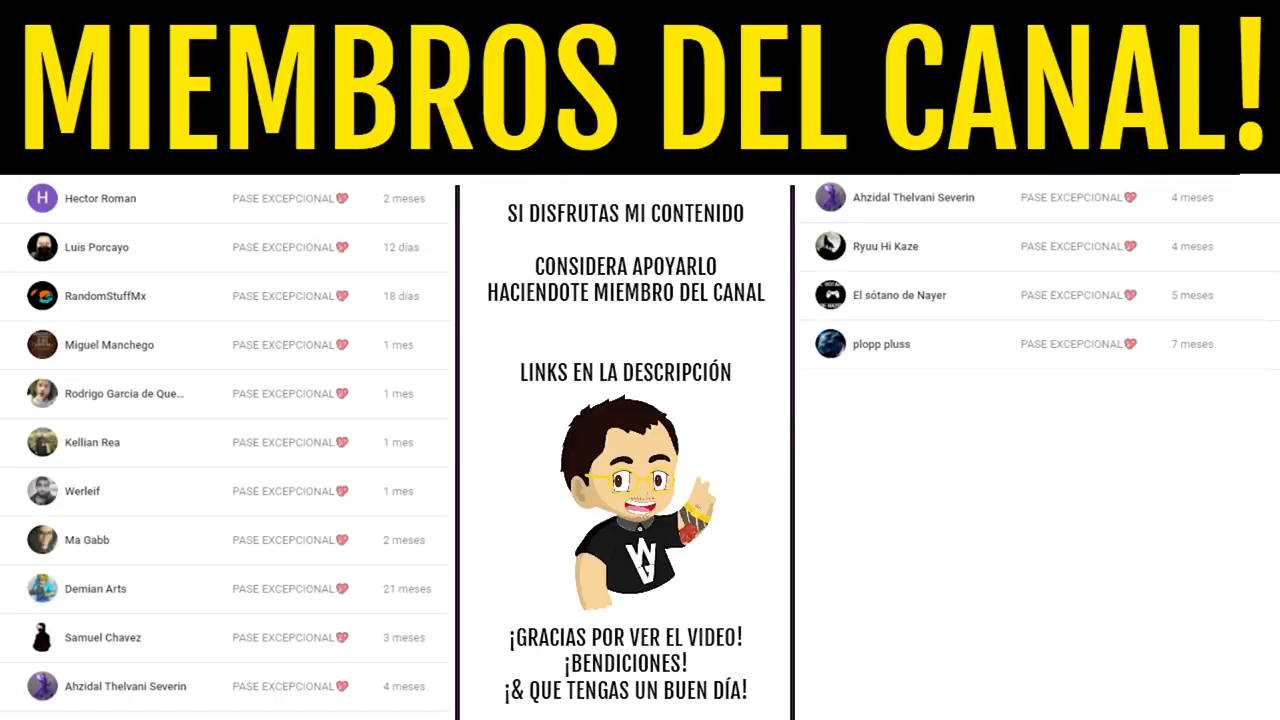 MIEMBROS DEL CANAL!
H Hector Roman PASE EXCEPCIONAL💖 2 meses
Luis Porcayo PASE EXCEPCIONAL💖 12 días
RandomStuffMx PASE EXCEPCIONAL💖 18 días
Miguel Manchego PASE EXCEPCIONAL💖 1 mes
Rodrigo Garcia de Que... PASE EXCEPCIONAL💖 1 mes
Kellian Rea PASE EXCEPCIONAL💖 1 mes
Werleif PASE EXCEPCIONAL💖 1 mes
Ma Gabb PASE EXCEPCIONAL💖 2 meses
Demian Arts PASE EXCEPCIONAL💖 21 meses
Samuel Chavez PASE EXCEPCIONAL💖 3 meses
Ahzidal Thelvani Severin PASE EXCEPCIONAL💖 4 meses
SI DISFRUTAS MI CONTENIDO
CONSIDERA APOYARLO
HACIENDOTE MIEMBRO DEL CANAL
LINKS EN LA DESCRIPCIÓN
¡GRACIAS POR VER EL VIDEO!
¡BENDICIONES!
¡& QUE TENGAS UN BUEN DÍA!
Ahzidal Thelvani Severin PASE EXCEPCIONAL💖 4 meses
Ryuu Hi Kaze PASE EXCEPCIONAL💖 4 meses
El sótano de Nayer PASE EXCEPCIONAL💖 5 meses
plopp pluss PASE EXCEPCIONAL💖 7 meses